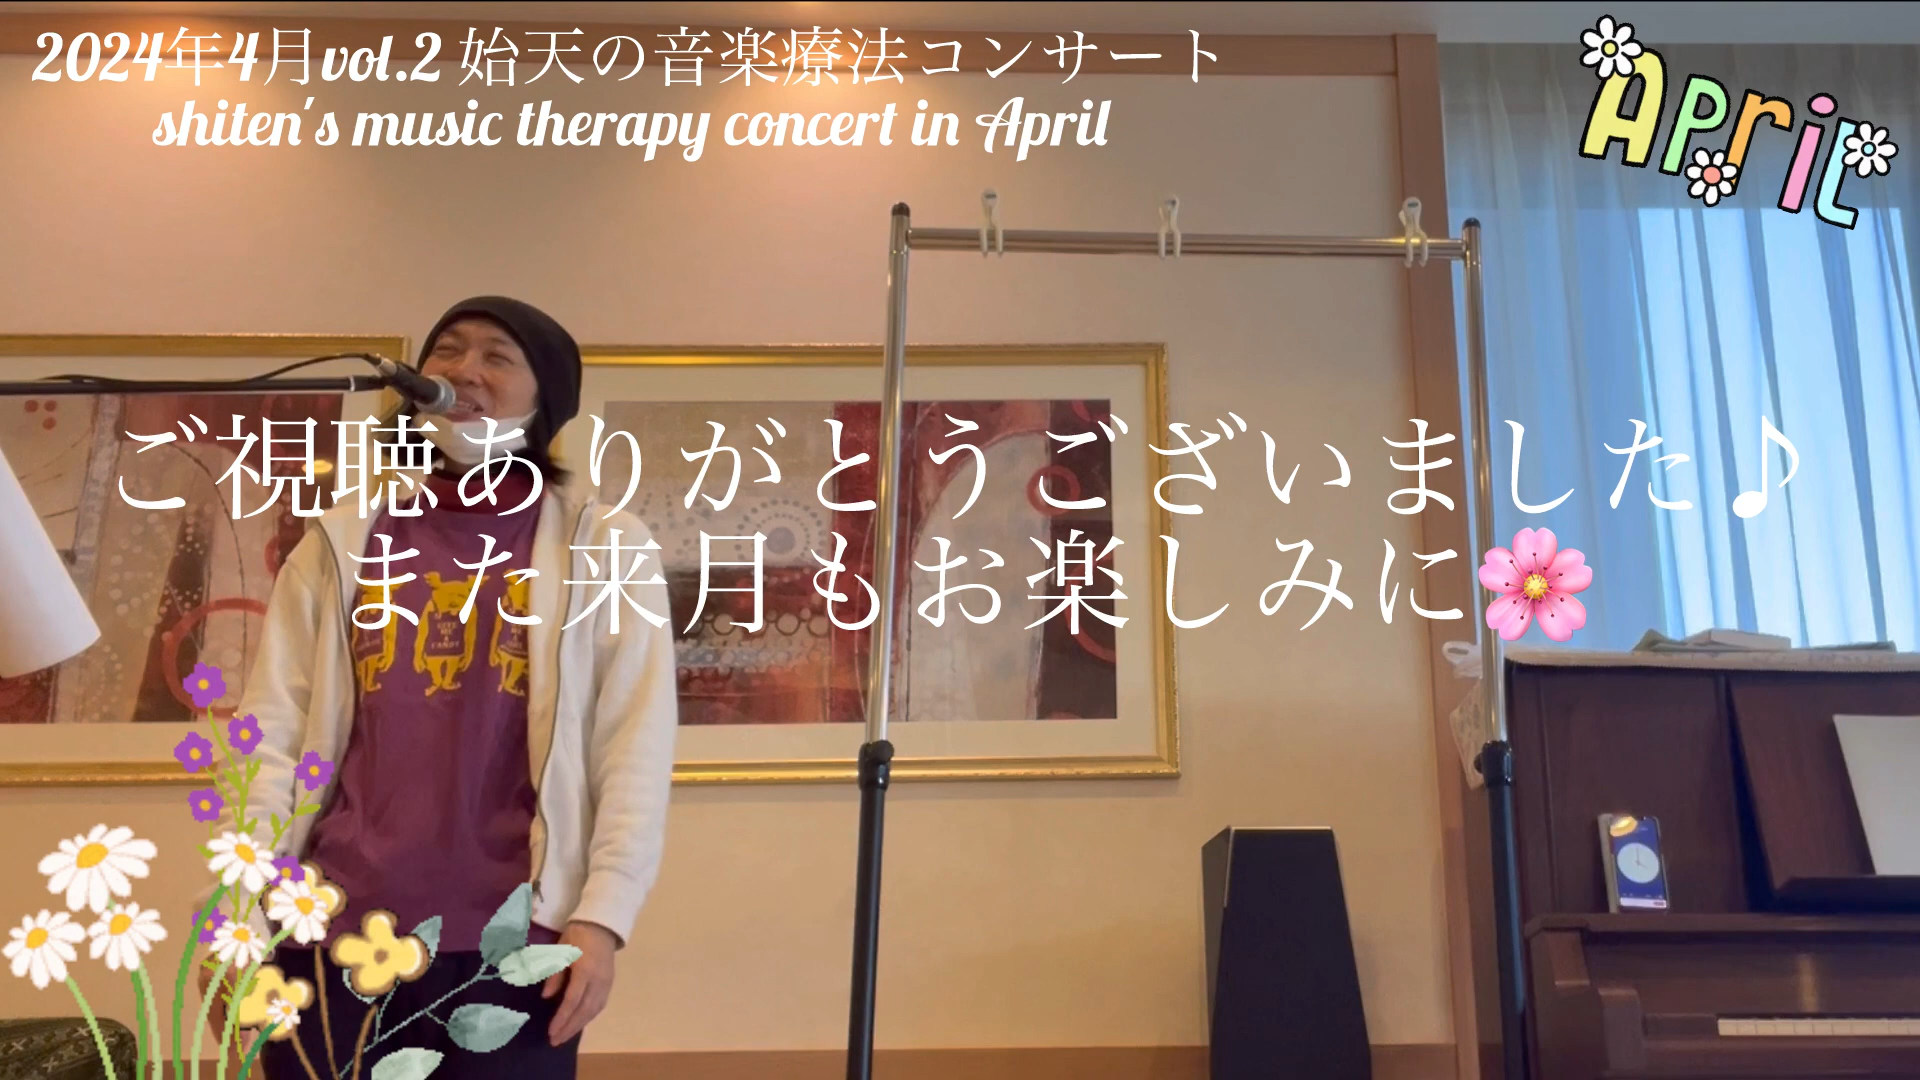 2024年4月vol.2 始天の音楽療法コンサート
shiten's music therapy concert in April
April
ご視聴ありがとうございました♪
また来月もお楽しみに🌸